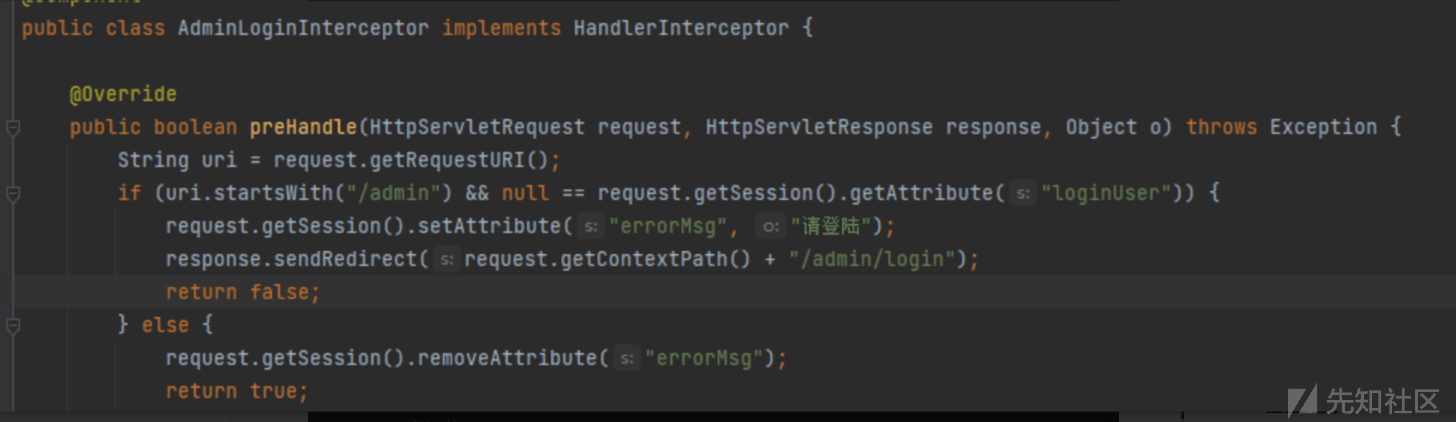 @Component
public class AdminLoginInterceptor implements HandlerInterceptor {
@Override
public boolean preHandle(HttpServletRequest request, HttpServletResponse response, Object o) throws Exception {
String uri = request.getRequestURI();
if (uri.startsWith("/admin") && null == request.getSession().getAttribute( s: "loginUser")) {
request.getSession().setAttribute( s: "errorMsg", o: "请登陆");
response.sendRedirect( s: request.getContextPath() + "/admin/login");
return false;
} else {
request.getSession().removeAttribute( s: "errorMsg");
return true;
先知社区